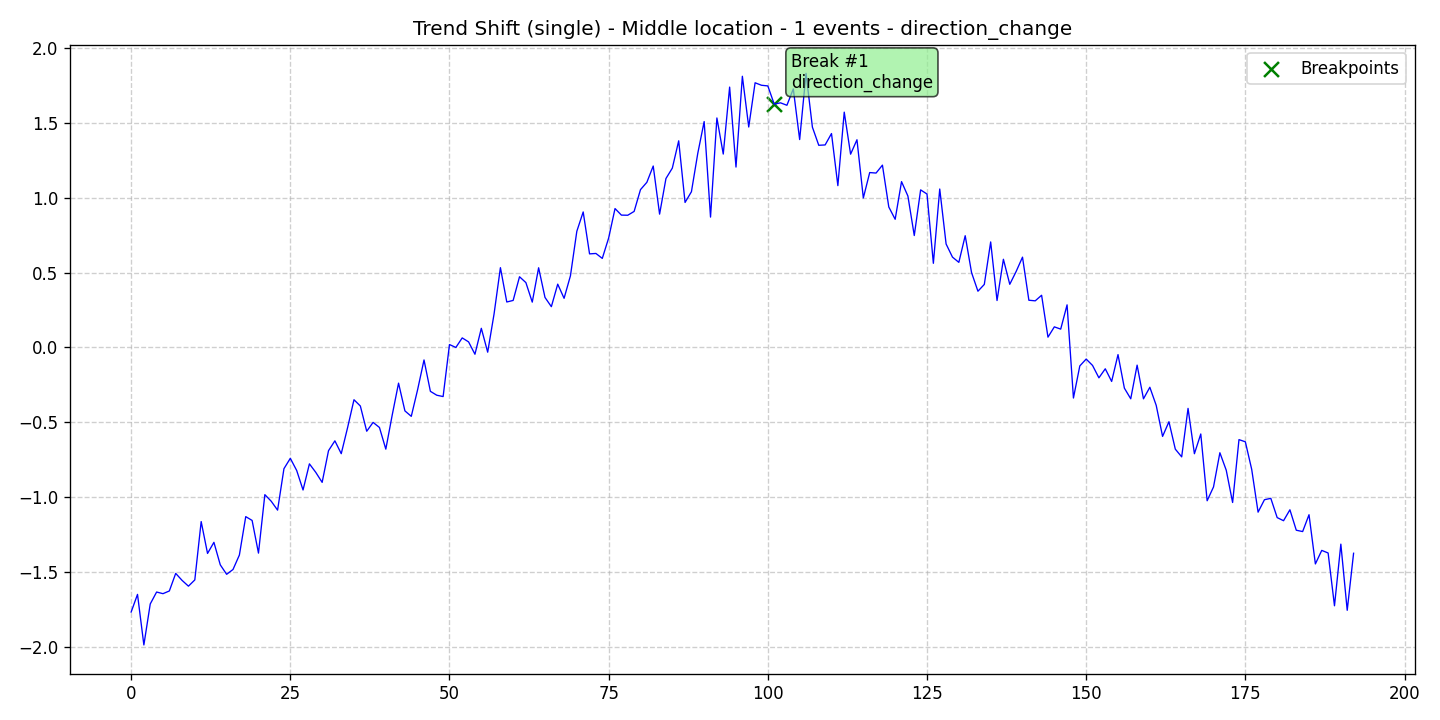 Trend Shift (single) - Middle location - 1 events - direction_change
Break #1
direction_change
Breakpoints
2.0
1.5
1.0
0.5
0.0
−0.5
−1.0
−1.5
−2.0
0 25 50 75 100 125 150 175 200